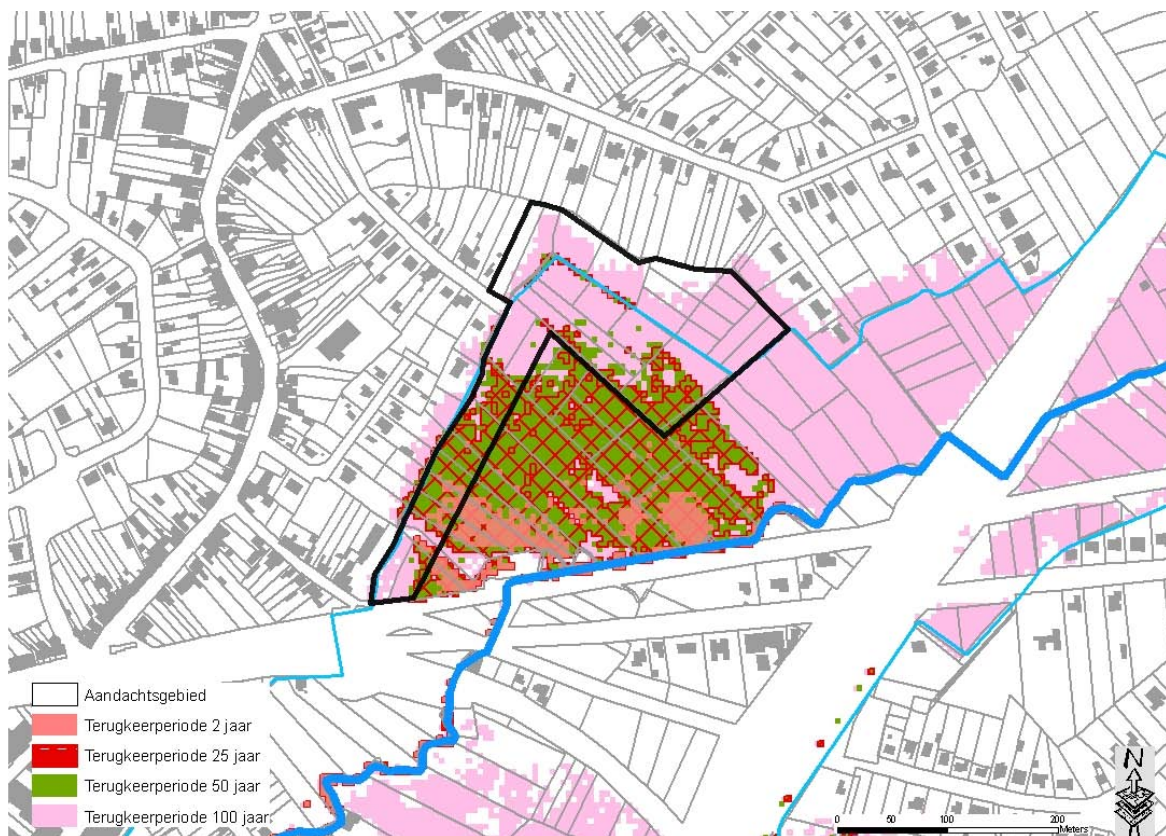 Aandachtsgebied
Terugkeerperiode 2 jaar
Terugkeerperiode 25 jaar
Terugkeerperiode 50 jaar
Terugkeerperiode 100 jaar
N
0 50 100 200
Meters